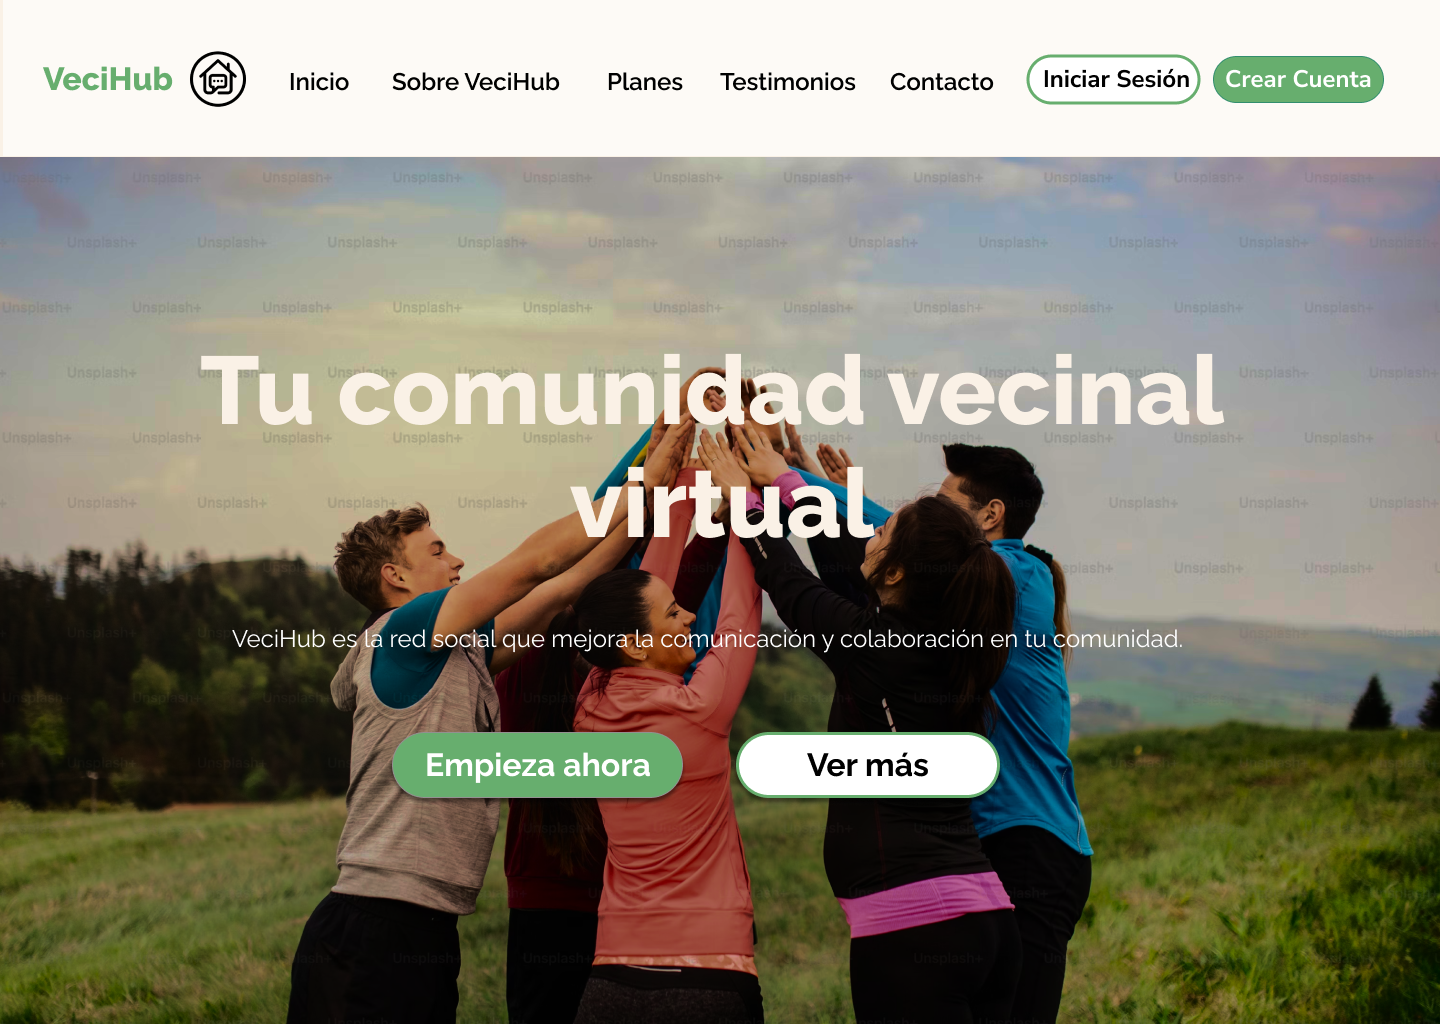 VeciHub
Inicio
Sobre VeciHub
Planes
Testimonios
Contacto
Iniciar Sesión
Crear Cuenta
Tu comunidad vecinal
virtual
VeciHub es la red social que mejora la comunicación y colaboración en tu comunidad.
Empieza ahora
Ver más
Unsplash+